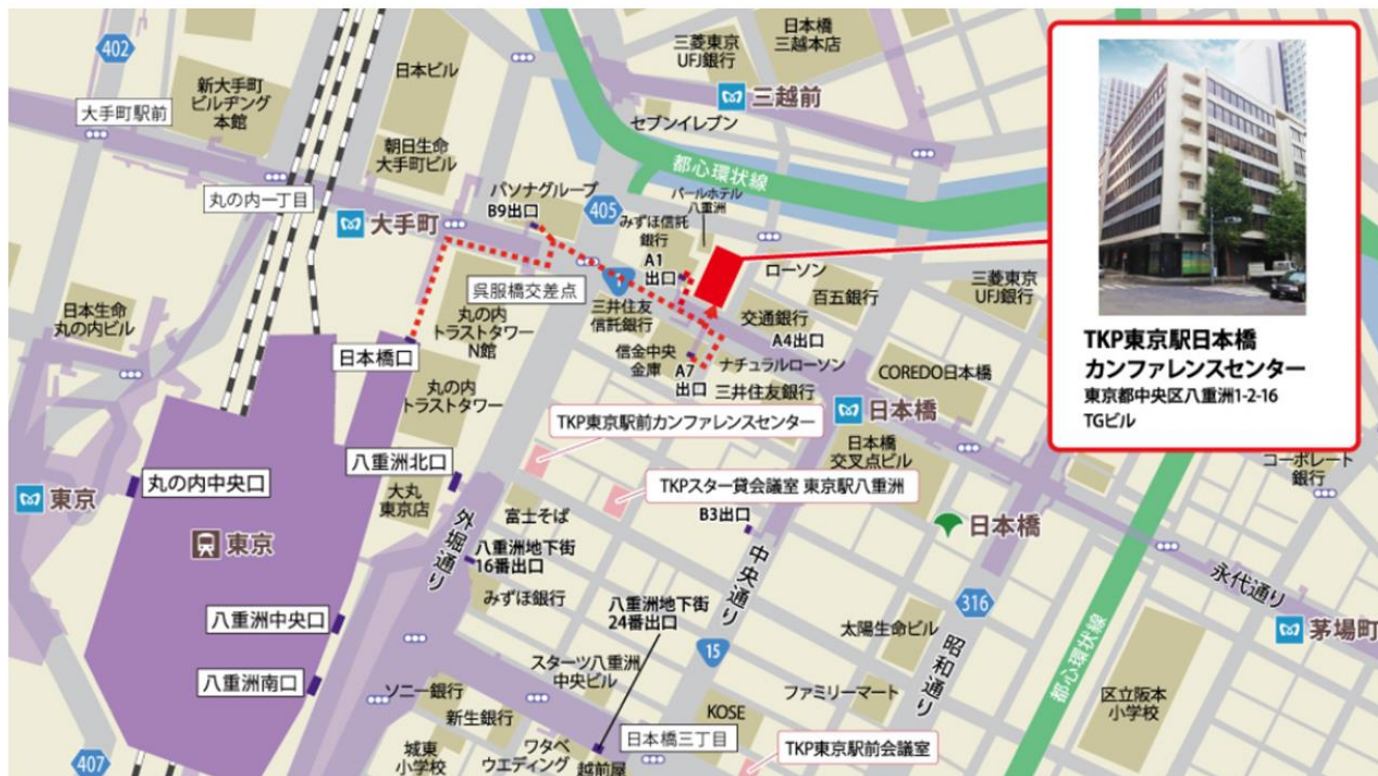 402
日本ビル
三菱東京
UFJ銀行
日本橋
三越本店
新大手町
ビルヂング
本館
大手町駅前
三越前
セブンイレブン
朝日生命
大手町ビル
都心環状線
丸の内一丁目
パソナグループ
B9出口
405
パールホテル
八重洲
大手町
みずほ信託
銀行
A1
出口
ローソン
百五銀行
三菱東京
UFJ銀行
呉服橋交差点
1
三井住友
信託銀行
交通銀行
A4出口
日本生命
丸の内ビル
丸の内
トラストタワー
N館
信金中央
金庫
A7
出口
ナチュラルローソン
三井住友銀行
COREDO日本橋
日本橋口
丸の内
トラストタワー
日本橋
TKP東京駅前カンファレンスセンター
日本橋
交叉点ビル
八重洲北口
丸の内中央口
東京
大丸
東京店
TKPスター貸会議室 東京駅八重洲
B3出口
富士そば
外堀通り
日本橋
東京
八重洲地下街
16番出口
中央通り
みずほ銀行
八重洲地下街
24番出口
316
永代通り
茅場町
八重洲中央口
太陽生命ビル
昭和通り
都心環状線
15
八重洲南口
ソニー銀行
スターツ八重洲
中央ビル
ファミリーマート
区立阪本
小学校
新生銀行
KOSE
日本橋三丁目
407
城東
小学校
ワタベ
ウエディング
越前屋
TKP東京駅前会議室
コーポレート
銀行
TKP東京駅日本橋
カンファレンスセンター
東京都中央区八重洲1-2-16
TGビル